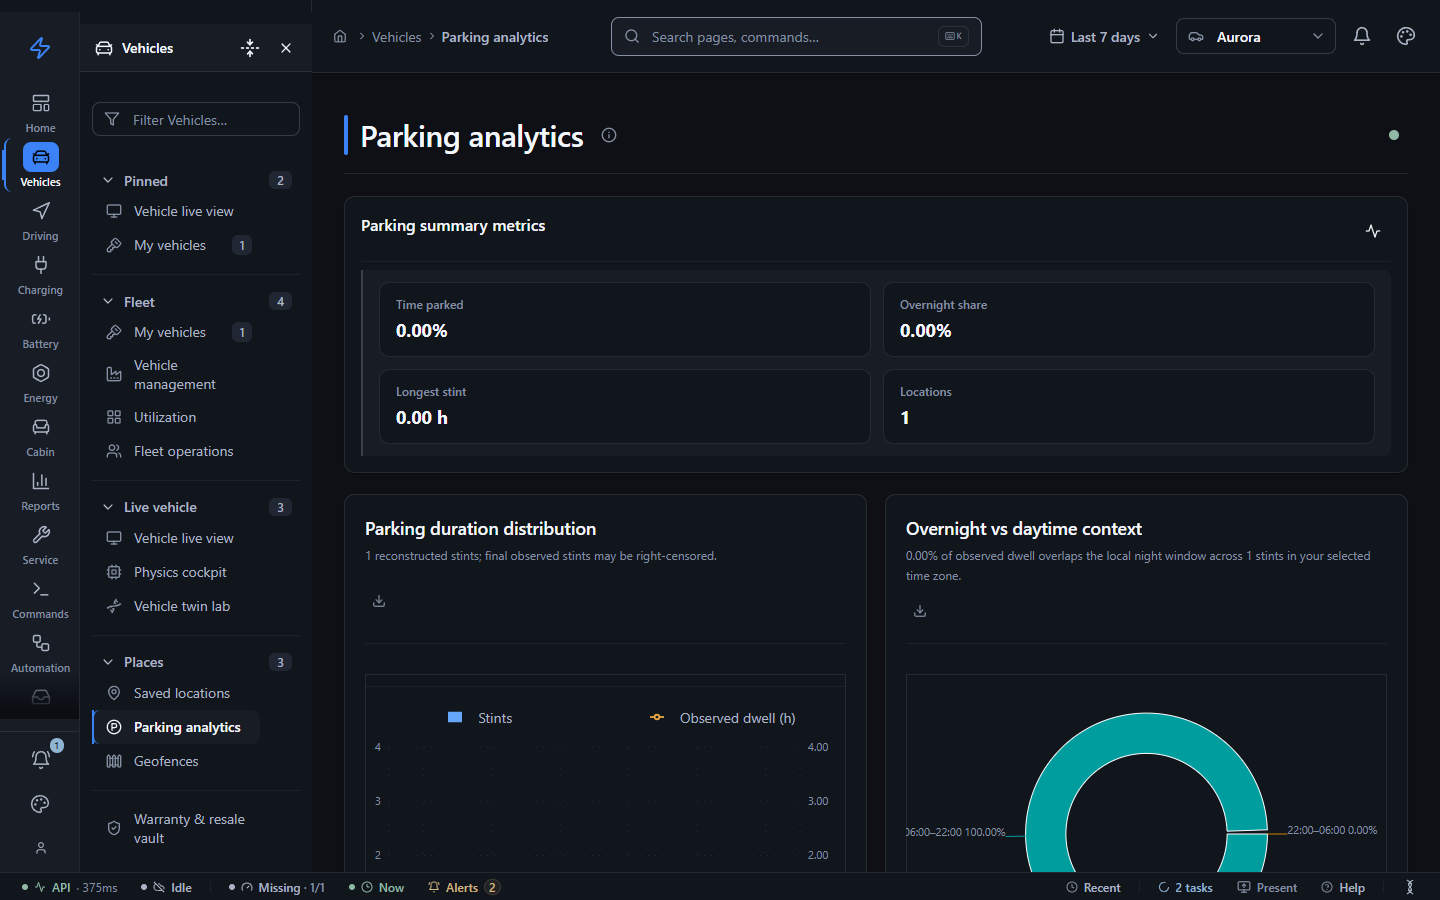 Vehicles
Vehicles
Parking analytics
Search pages, commands...
K
Last 7 days
Aurora
Home
Vehicles
Driving
Charging
Battery
Energy
Cabin
Reports
Service
Commands
Automation
1
Filter Vehicles...
Pinned
2
Vehicle live view
My vehicles
1
Fleet
4
My vehicles
1
Vehicle
management
Utilization
Fleet operations
Live vehicle
3
Vehicle live view
Physics cockpit
Vehicle twin lab
Places
3
Saved locations
Parking analytics
Geofences
Warranty & resale
vault
Parking analytics
Parking summary metrics
Time parked
0.00%
Overnight share
0.00%
Longest stint
0.00 h
Locations
1
Parking duration distribution
1 reconstructed stints; final observed stints may be right-censored.
Stints
Observed dwell (h)
4
4.00
3
3.00
2
2.00
Overnight vs daytime context
0.00% of observed dwell overlaps the local night window across 1 stints in your selected
time zone.
06:00–22:00 100.00%
22:00–06:00 0.00%
API · 375ms
Idle
Missing · 1/1
Now
Alerts 2
Recent
2 tasks
Present
Help